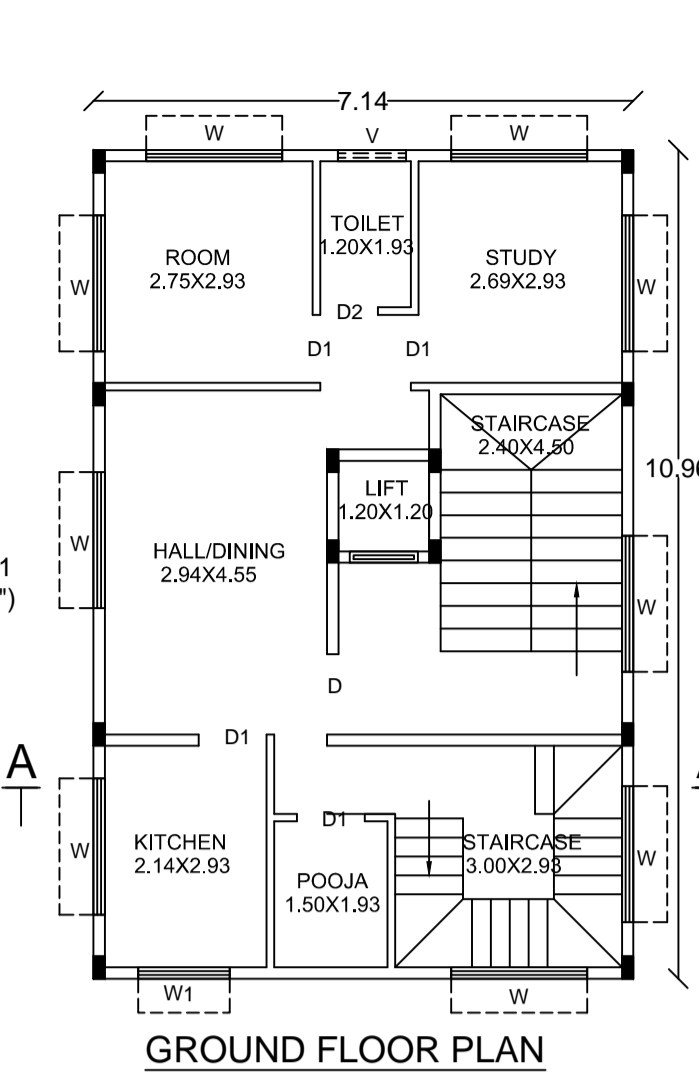 7.14
W
V
W
TOILET
1.20X1.93
ROOM
2.75X2.93
STUDY
2.69X2.93
W
W
D2
D1
D1
STAIRCASE
2.40X4.50
LIFT
1.20X1.20
HALL/DINING
2.94X4.55
W
W
D
D1
A
KITCHEN
2.14X2.93
D1
STAIRCASE
3.00X2.93
W
W
POOJA
1.50X1.93
W1
W
GROUND FLOOR PLAN